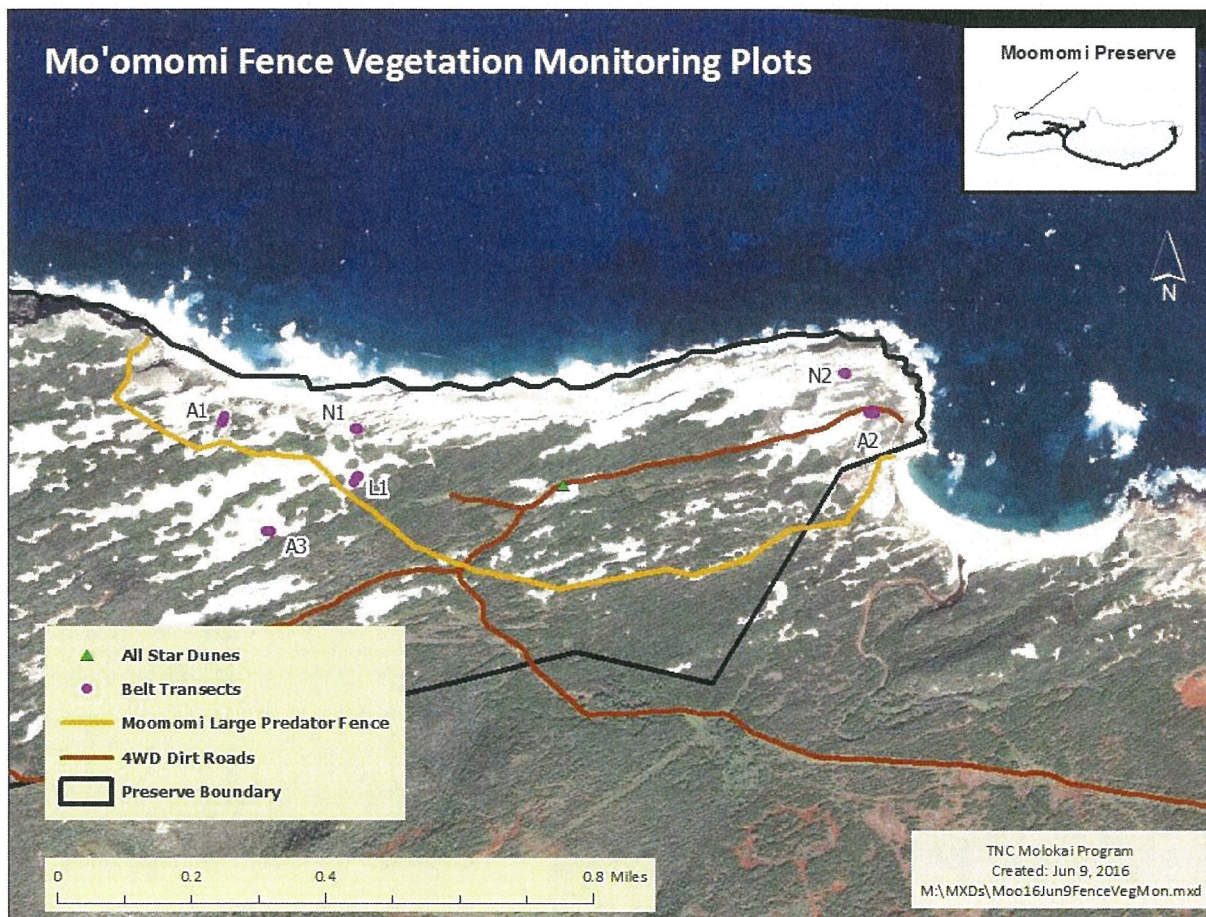 Mo'omomi Fence Vegetation Monitoring Plots
Moomomi Preserve
N
A1
N1
L1
A3
N2
A2
All Star Dunes
Belt Transects
Moomomi Large Predator Fence
4WD Dirt Roads
Preserve Boundary
0 0.2 0.4 0.8 Miles
TNC Molokai Program
Created: Jun 9, 2016
M:\MXDs\Moo16Jun9FenceVegMon.mxd